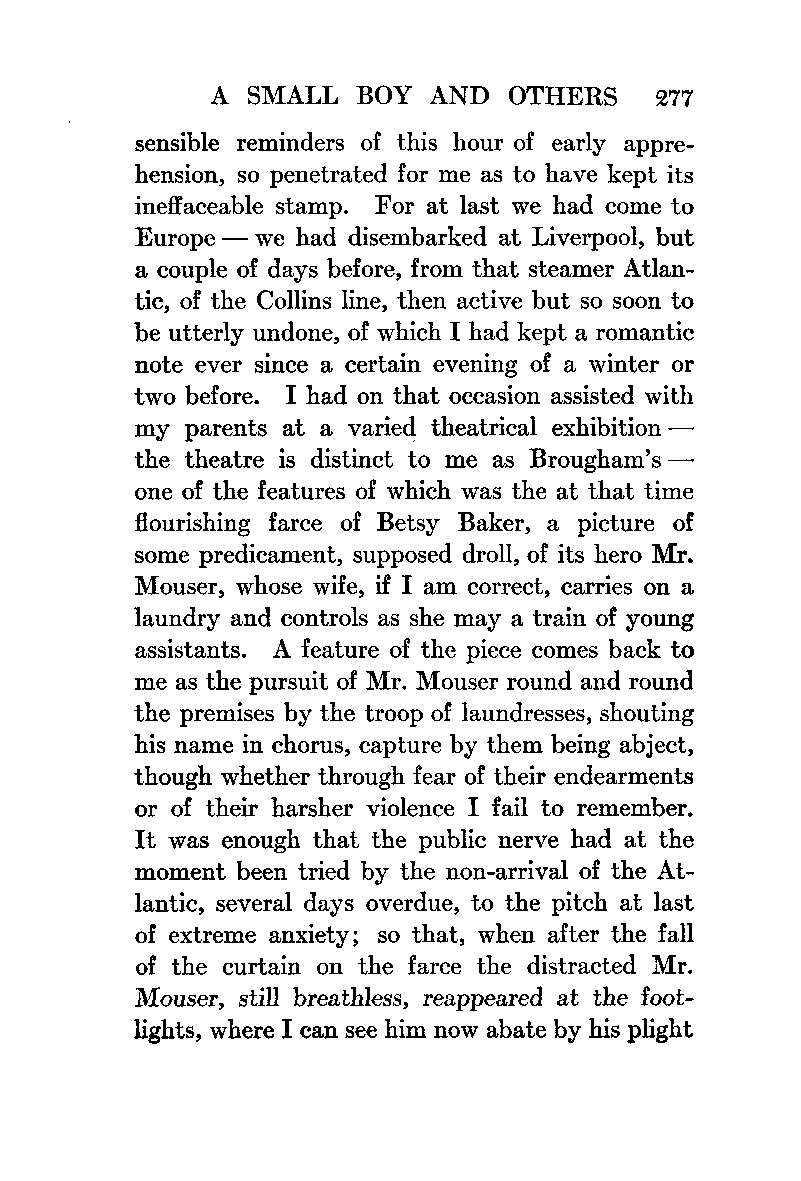 A SMALL BOY AND OTHERS 277
sensible reminders of this hour of early appre-
hension, so penetrated for me as to have kept its
ineffaceable stamp. For at last we had come to
Europe — we had disembarked at Liverpool, but
a couple of days before, from that steamer Atlan-
tic, of the Collins line, then active but so soon to
be utterly undone, of which I had kept a romantic
note ever since a certain evening of a winter or
two before. I had on that occasion assisted with
my parents at a varied theatrical exhibition —
the theatre is distinct to me as Brougham's —
one of the features of which was the at that time
flourishing farce of Betsy Baker, a picture of
some predicament, supposed droll, of its hero Mr.
Mouser, whose wife, if I am correct, carries on a
laundry and controls as she may a train of young
assistants. A feature of the piece comes back to
me as the pursuit of Mr. Mouser round and round
the premises by the troop of laundresses, shouting
his name in chorus, capture by them being abject,
though whether through fear of their endearments
or of their harsher violence I fail to remember.
It was enough that the public nerve had at the
moment been tried by the non-arrival of the At-
lantic, several days overdue, to the pitch at last
of extreme anxiety; so that, when after the fall
of the curtain on the farce the distracted Mr.
Mouser, still breathless, reappeared at the foot-
lights, where I can see him now abate by his plight